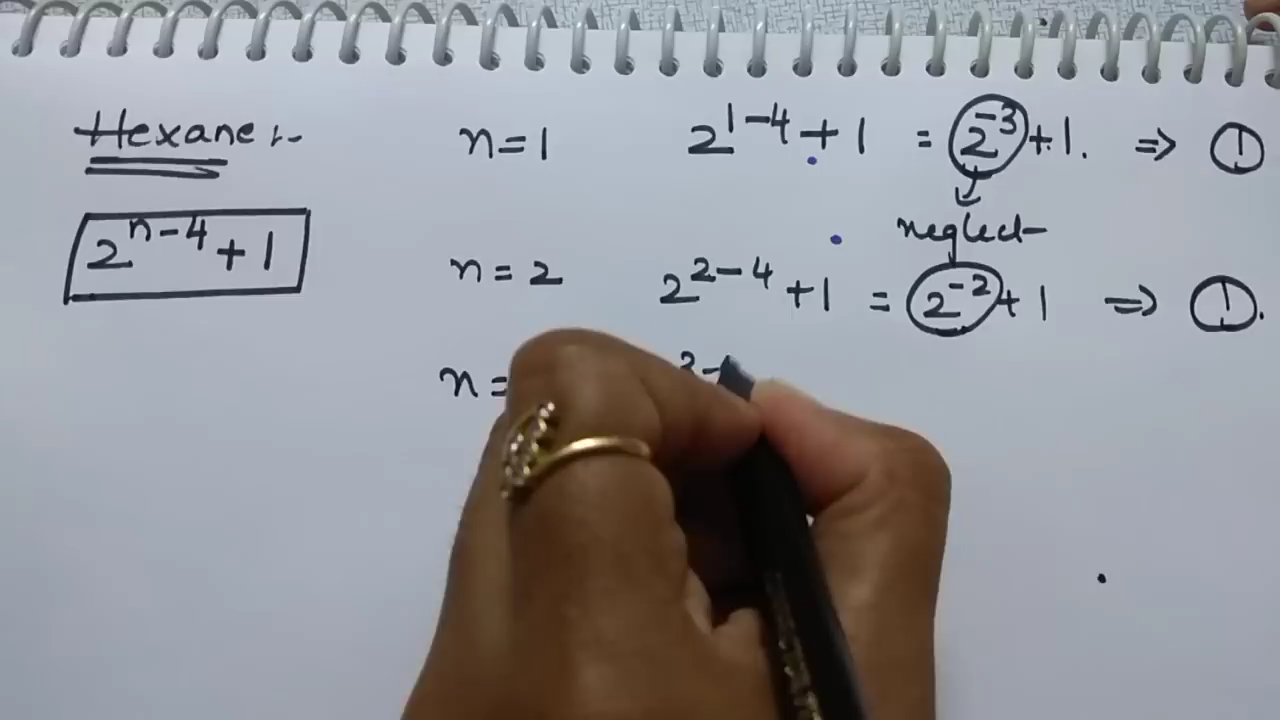 Hexane:-
2^{n-4}+1
n=1 2^{1-4}+1 = 2^{-3}+1. ⇒ 1
neglect
n=2 2^{2-4}+1 = 2^{-2}+1 ⇒ 1.
n= 3-